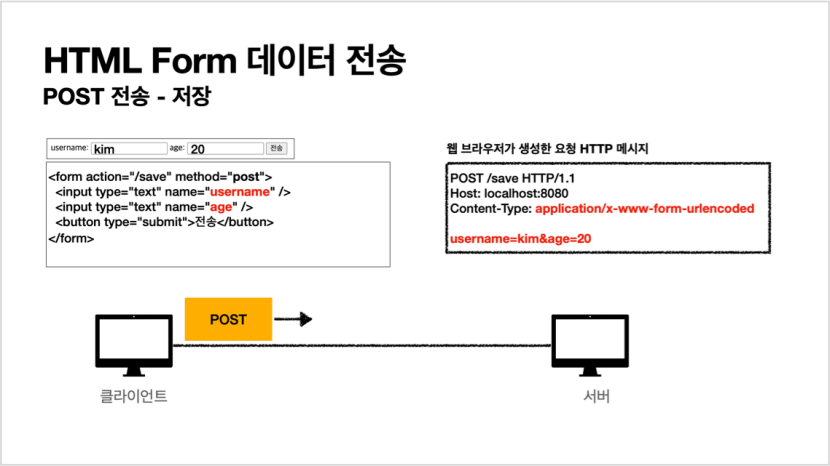 HTML Form 데이터 전송
POST 전송 - 저장
username: kim age: 20 전송
<form action="/save" method="post">
<input type="text" name="username" />
<input type="text" name="age" />
<button type="submit">전송</button>
</form>
웹 브라우저가 생성한 요청 HTTP 메시지
POST /save HTTP/1.1
Host: localhost:8080
Content-Type: application/x-www-form-urlencoded
username=kim&age=20
POST
클라이언트
서버